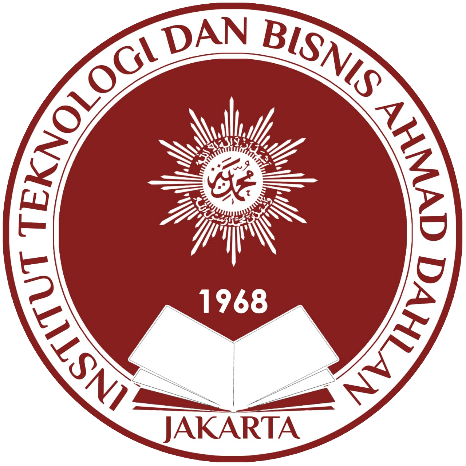 INSTITUT TEKNOLOGI DAN BISNIS AHMAD DAHLAN
1968
JAKARTA